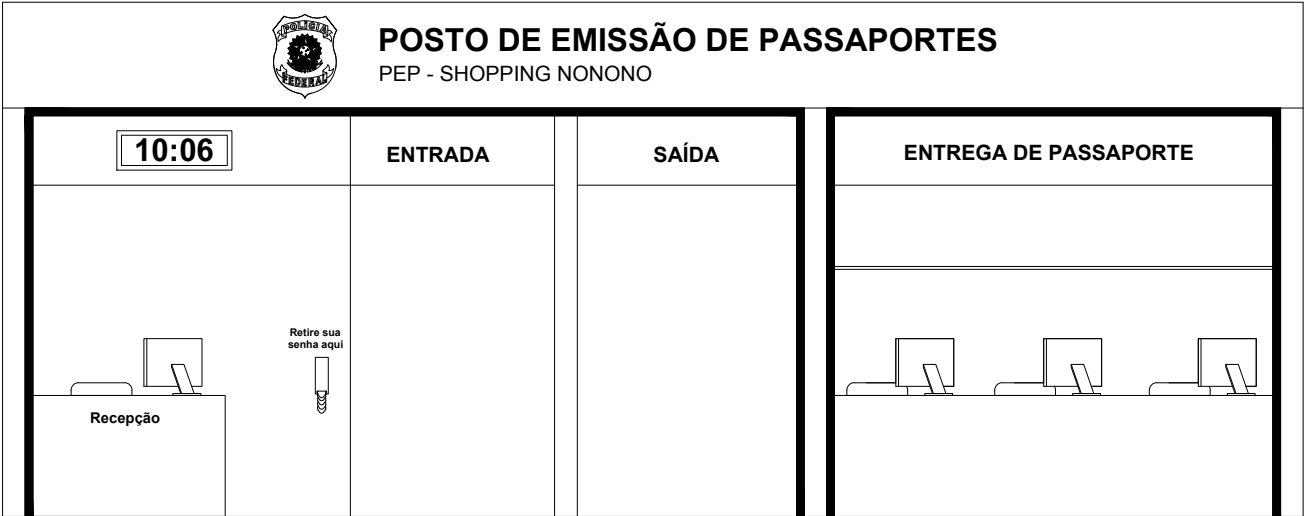 POLÍCIA
FEDERAL
POSTO DE EMISSÃO DE PASSAPORTES
PEP - SHOPPING NONONO
10:06
ENTRADA
SAÍDA
ENTREGA DE PASSAPORTE
Retire sua
senha aqui
Recepção